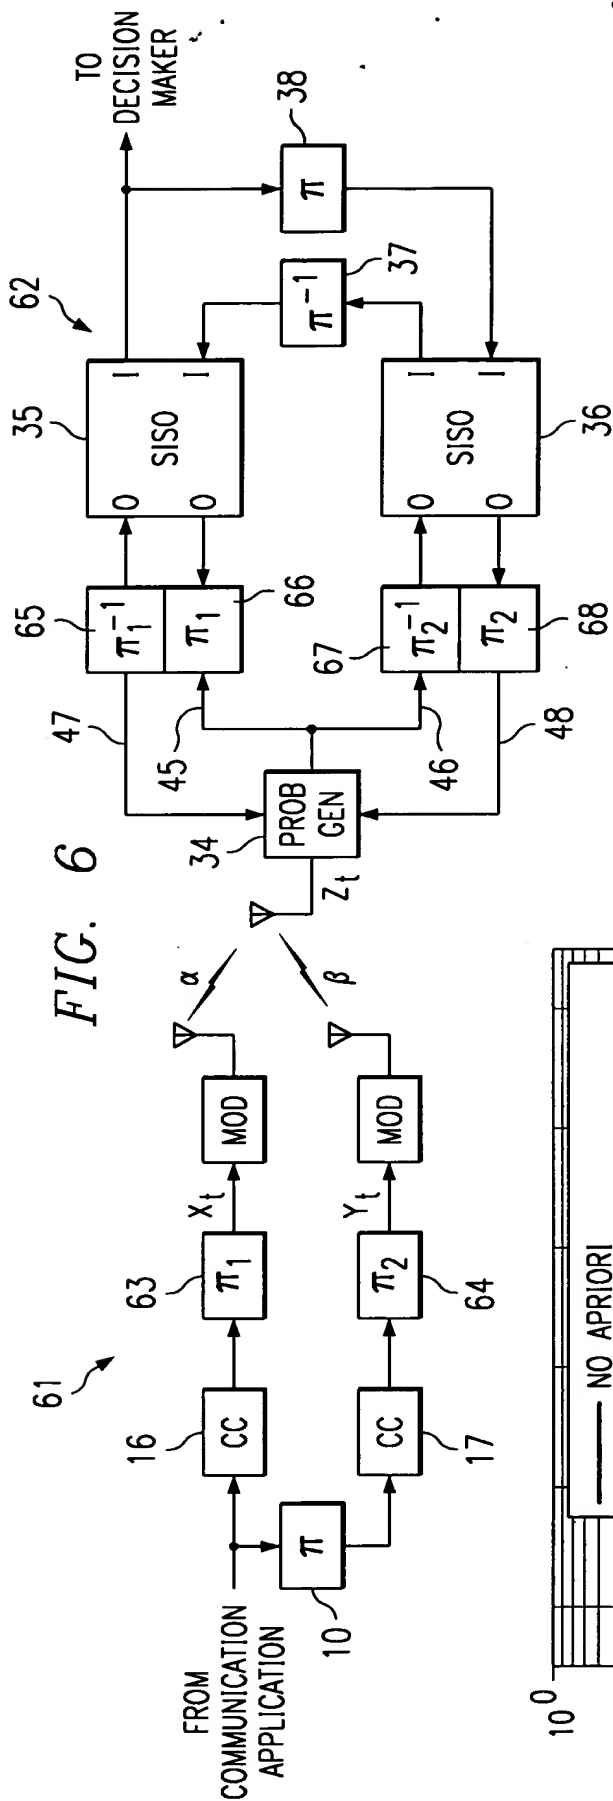 FIG. 6
61
FROM
COMMUNICATION
APPLICATION
10
π
16
CC
17
CC
63
π1
64
π2
Xt
Yt
MOD
MOD
α
β
Zt
34
PROB
GEN
47
45
46
48
65
π1⁻¹
π1
66
67
π2⁻¹
π2
68
35
O
I
SISO
O
I
62
36
O
I
SISO
O
I
π⁻¹
37
π
38
TO
DECISION
MAKER
10⁰
NO APRIORI